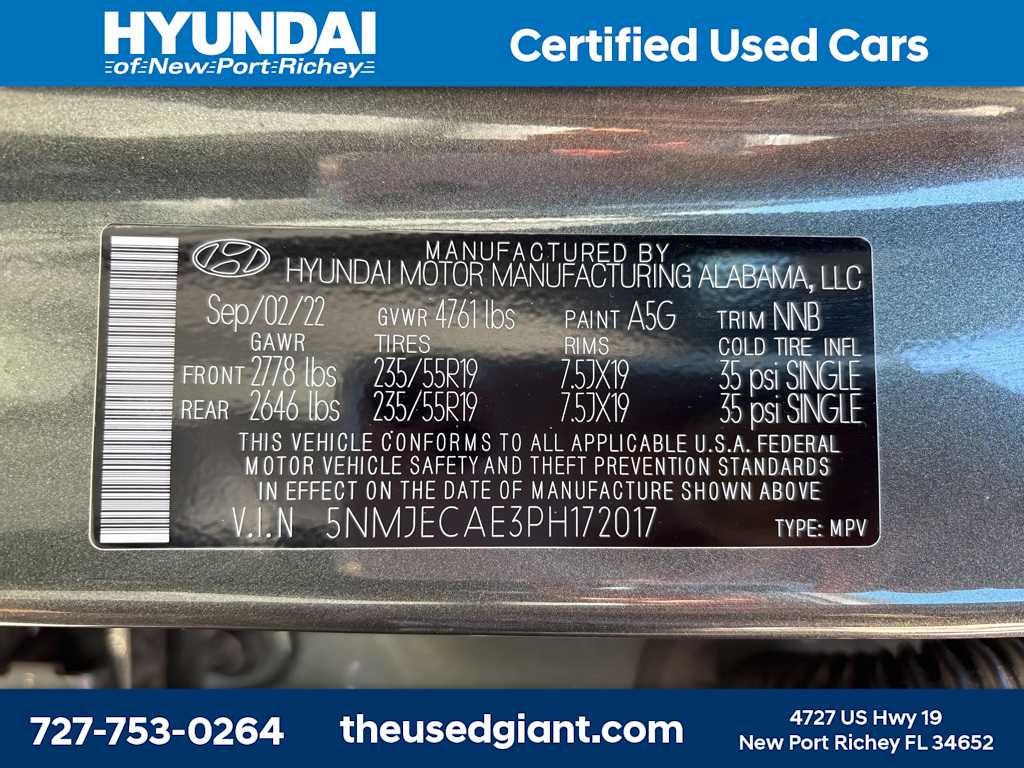 HYUNDAI
of New Port Richey
Certified Used Cars
MANUFACTURED BY
HYUNDAI MOTOR MANUFACTURING ALABAMA, LLC
Sep/02/22 GVWR 4761 lbs PAINT A5G TRIM NNB
GAWR TIRES RIMS COLD TIRE INFL
FRONT 2778 lbs 235/55R19 7.5JX19 35 psi SINGLE
REAR 2646 lbs 235/55R19 7.5JX19 35 psi SINGLE
THIS VEHICLE CONFORMS TO ALL APPLICABLE U.S.A. FEDERAL
MOTOR VEHICLE SAFETY AND THEFT PREVENTION STANDARDS
IN EFFECT ON THE DATE OF MANUFACTURE SHOWN ABOVE
V.I.N 5NMJECAE3PH172017 TYPE: MPV
727-753-0264
theusedgiant.com
4727 US Hwy 19
New Port Richey FL 34652